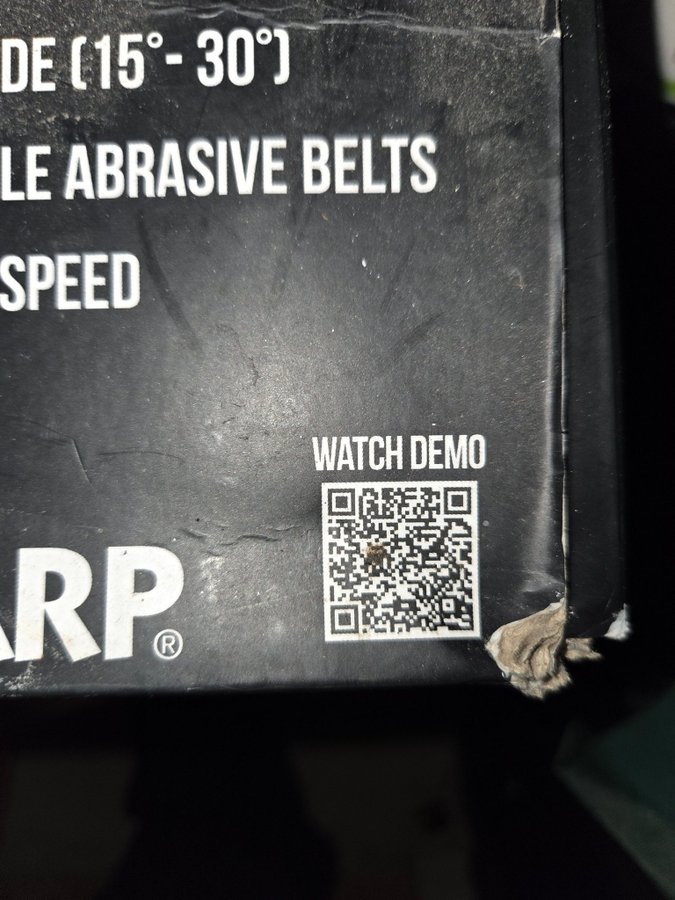 DE (15°- 30°)
LE ABRASIVE BELTS
SPEED
WATCH DEMO
ARP®